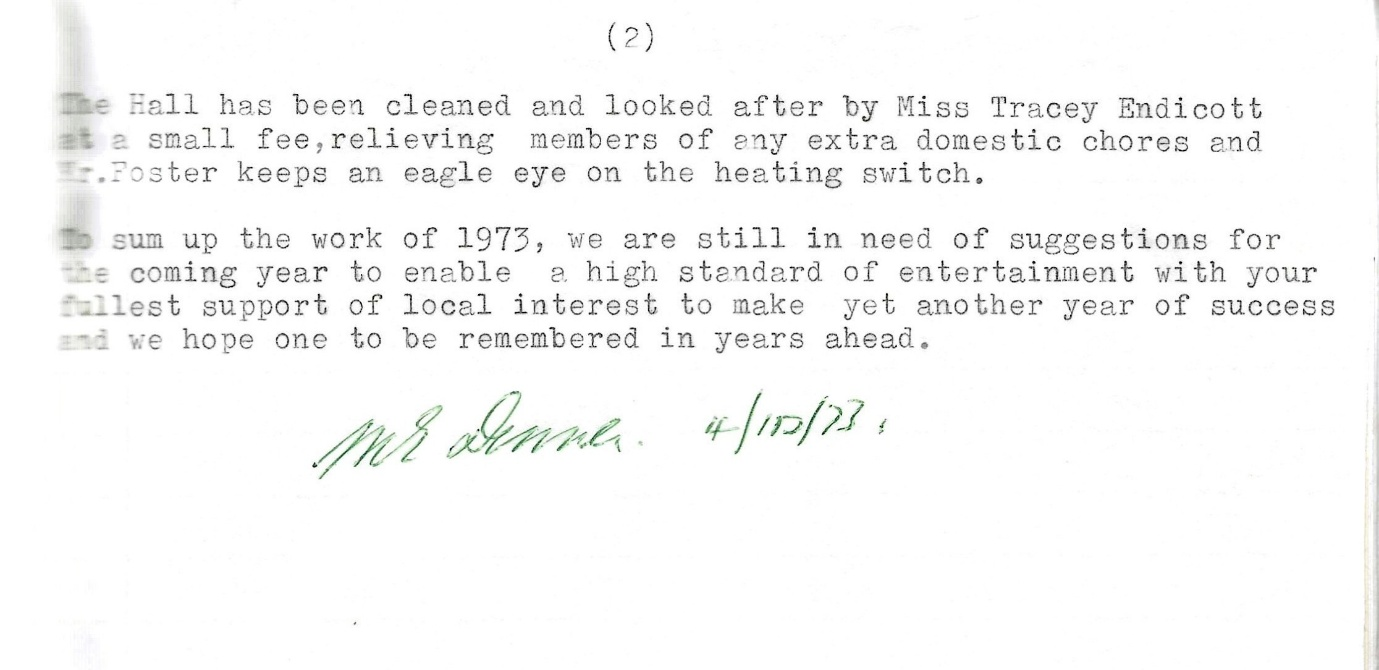 (2)
The Hall has been cleaned and looked after by Miss Tracey Endicott
at a small fee,relieving members of any extra domestic chores and
Mr.Foster keeps an eagle eye on the heating switch.
To sum up the work of 1973, we are still in need of suggestions for
the coming year to enable a high standard of entertainment with your
fullest support of local interest to make yet another year of success
and we hope one to be remembered in years ahead.